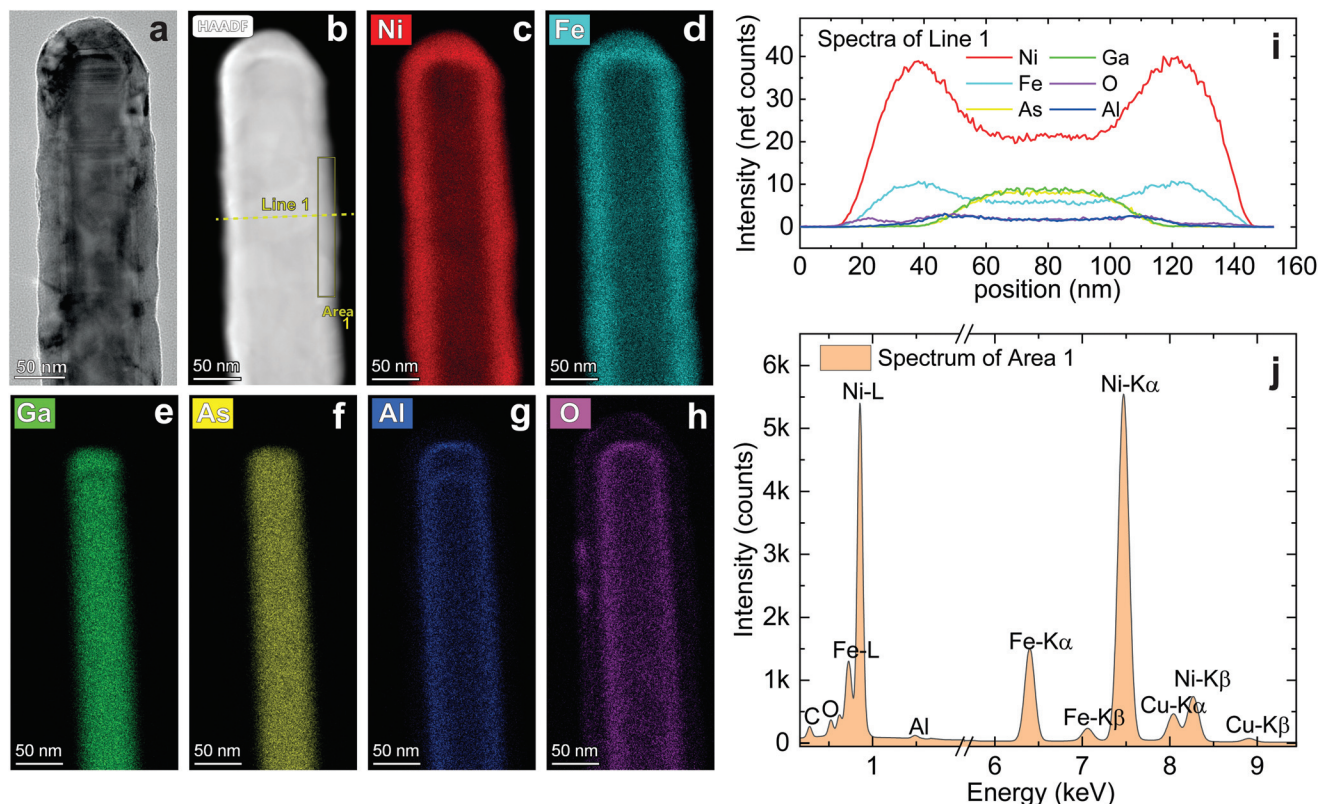 a
50 nm
HAADF
b
Line 1
Area
1
50 nm
Ni
c
50 nm
Fe
d
50 nm
Ga
e
50 nm
As
f
50 nm
Al
g
50 nm
O
h
50 nm
Spectra of Line 1
i
Ni
Ga
Fe
O
As
Al
Intensity (net counts)
40
30
20
10
0
0 20 40 60 80 100 120 140 160
position (nm)
Spectrum of Area 1
j
Intensity (counts)
6k
5k
4k
3k
2k
1k
0
Ni-L
Ni-Kα
Fe-L
Fe-Kα
C
O
Al
Fe-Kβ
Cu-Kα
Ni-Kβ
Cu-Kβ
1 6 7 8 9
Energy (keV)